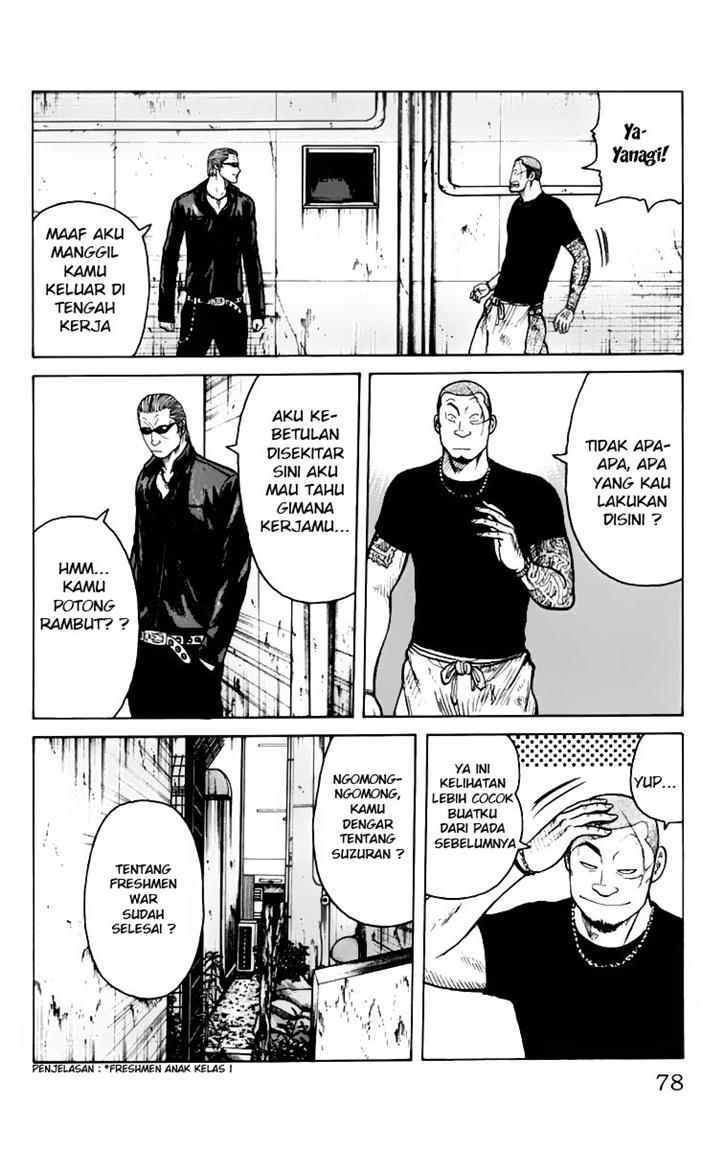 Ya-
Yanagi!
MAAF AKU
MANGGIL
KAMU
KELUAR DI
TENGAH
KERJA
TIDAK APA-
APA, APA
YANG KAU
LAKUKAN
DISINI ?
AKU KE-
BETULAN
DISEKITAR
SINI AKU
MAU TAHU
GIMANA
KERJAMU...
HMM...
KAMU
POTONG
RAMBUT? ?
YUP...
YA INI
KELIHATAN
LEBIH COCOK
BUATKU
DARI PADA
SEBELUMNYA
NGOMONG-
NGOMONG,
KAMU
DENGAR
TENTANG
SUZURAN ?
TENTANG
FRESHMEN
WAR
SUDAH
SELESAI ?
PENJELASAN : *FRESHMEN ANAK KELAS 1
78